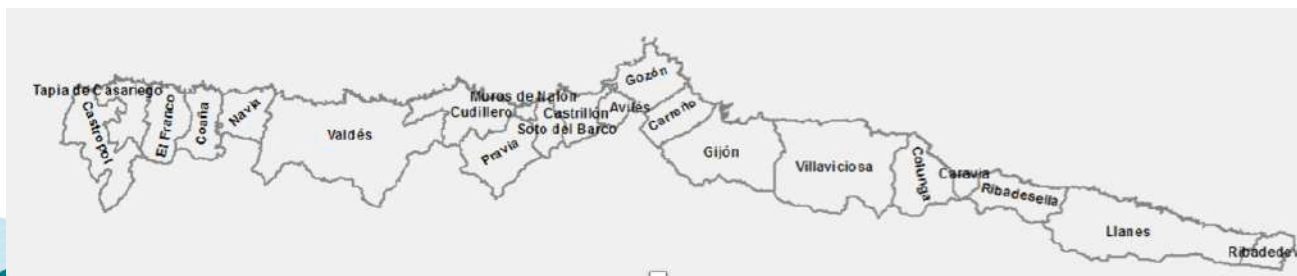 Tapia de Casariego
Castropol
El Franco
Coaña
Navia
Valdés
Muros de Nalón
Cudillero
Pravia
Castrillón
Soto del Barco
Avilés
Gozón
Carreño
Gijón
Villaviciosa
Colunga
Caravia
Ribadesella
Llanes
Ribadedev